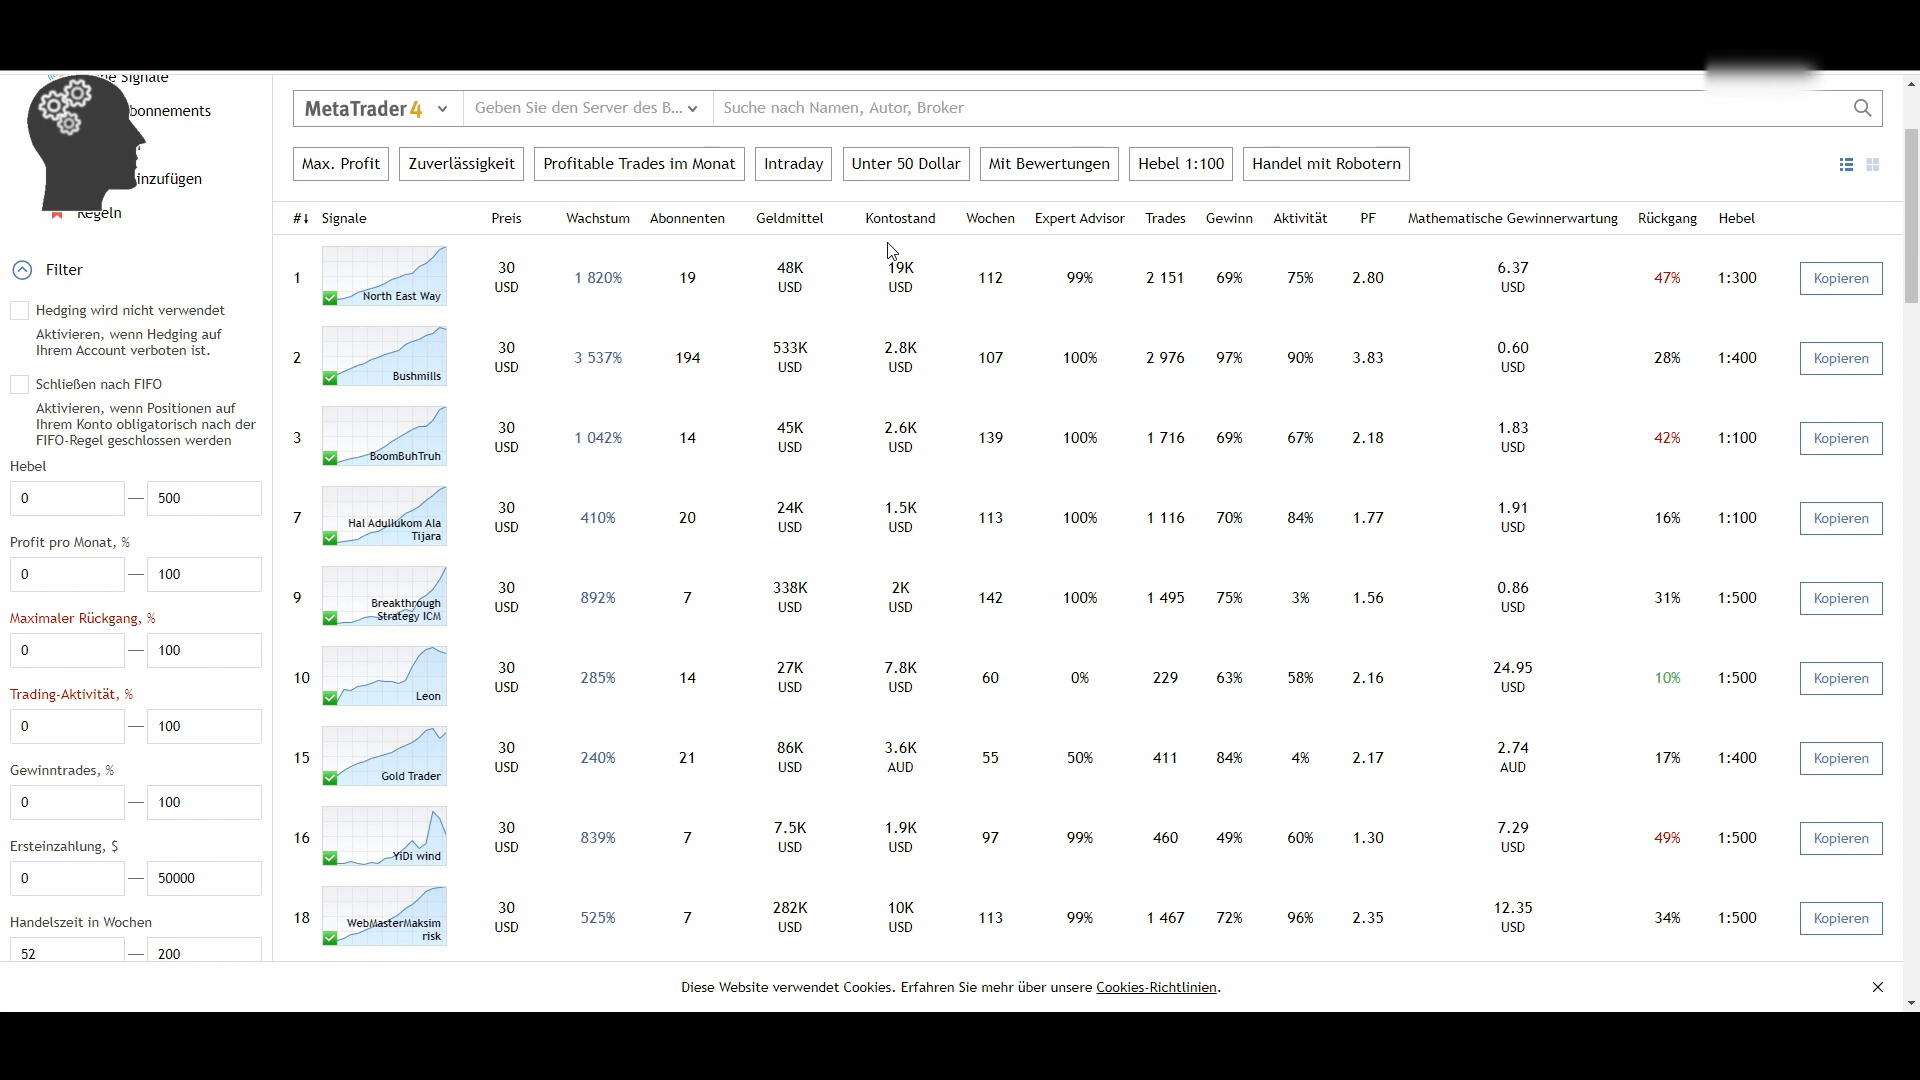 Signale
bonnements
inzufügen
Regeln
Filter
Hedging wird nicht verwendet
Aktivieren, wenn Hedging auf
Ihrem Account verboten ist.
Schließen nach FIFO
Aktivieren, wenn Positionen auf
Ihrem Konto obligatorisch nach der
FIFO-Regel geschlossen werden
Hebel
0 — 500
Profit pro Monat, %
0 — 100
Maximaler Rückgang, %
0 — 100
Trading-Aktivität, %
0 — 100
Gewinntrades, %
0 — 100
Ersteinzahlung, $
0 — 50000
Handelszeit in Wochen
52 — 200
MetaTrader 4 Geben Sie den Server des B... Suche nach Namen, Autor, Broker
Max. Profit Zuverlässigkeit Profitable Trades im Monat Intraday Unter 50 Dollar Mit Bewertungen Hebel 1:100 Handel mit Robotern
#↓ Signale Preis Wachstum Abonnenten Geldmittel Kontostand Wochen Expert Advisor Trades Gewinn Aktivität PF Mathematische Gewinnerwartung Rückgang Hebel
1 North East Way 30 USD 1 820% 19 48K USD 19K USD 112 99% 2 151 69% 75% 2.80 6.37 USD 47% 1:300 Kopieren
2 Bushmills 30 USD 3 537% 194 533K USD 2.8K USD 107 100% 2 976 97% 90% 3.83 0.60 USD 28% 1:400 Kopieren
3 BoomBuhTruh 30 USD 1 042% 14 45K USD 2.6K USD 139 100% 1 716 69% 67% 2.18 1.83 USD 42% 1:100 Kopieren
7 Hal Adullukom Ala Tijara 30 USD 410% 20 24K USD 1.5K USD 113 100% 1 116 70% 84% 1.77 1.91 USD 16% 1:100 Kopieren
9 Breakthrough Strategy ICM 30 USD 892% 7 338K USD 2K USD 142 100% 1 495 75% 3% 1.56 0.86 USD 31% 1:500 Kopieren
10 Leon 30 USD 285% 14 27K USD 7.8K USD 60 0% 229 63% 58% 2.16 24.95 USD 10% 1:500 Kopieren
15 Gold Trader 30 USD 240% 21 86K USD 3.6K AUD 55 50% 411 84% 4% 2.17 2.74 AUD 17% 1:400 Kopieren
16 YiDi wind 30 USD 839% 7 7.5K USD 1.9K USD 97 99% 460 49% 60% 1.30 7.29 USD 49% 1:500 Kopieren
18 WebMasterMaksim risk 30 USD 525% 7 282K USD 10K USD 113 99% 1 467 72% 96% 2.35 12.35 USD 34% 1:500 Kopieren
Diese Website verwendet Cookies. Erfahren Sie mehr über unsere Cookies-Richtlinien.